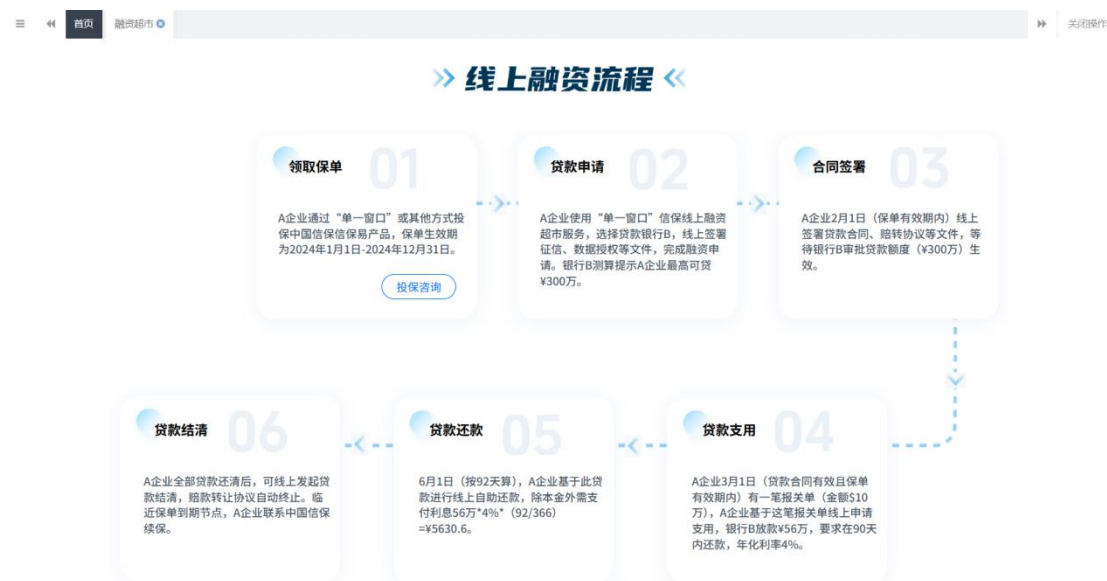 首页 融资超市 关闭操作
线上融资流程
领取保单 01
A企业通过“单一窗口”或其他方式投
保中国信保信保易产品，保单生效期
为2024年1月1日-2024年12月31日。
投保咨询
贷款申请 02
A企业使用“单一窗口”信保线上融资
超市服务，选择贷款银行B，线上签署
征信、数据授权等文件，完成融资申
请。银行B测算提示A企业最高可贷
¥300万。
合同签署 03
A企业2月1日（保单有效期内）线上
签署贷款合同、赔转协议等文件，等
待银行B审批贷款额度（¥300万）生
效。
贷款支用 04
A企业3月1日（贷款合同有效且保单
有效期内）有一笔报关单（金额$10
万），A企业基于这笔报关单线上申请
支用，银行B放款¥56万，要求在90天
内还款，年化利率4%。
贷款还款 05
6月1日（按92天算），A企业基于此贷
款进行线上自助还款，除本金外需支
付利息56万*4%*（92/366）
=¥5630.6。
贷款结清 06
A企业全部贷款还清后，可线上发起贷
款结清，赔款转让协议自动终止。临
近保单到期节点，A企业联系中国信保
续保。